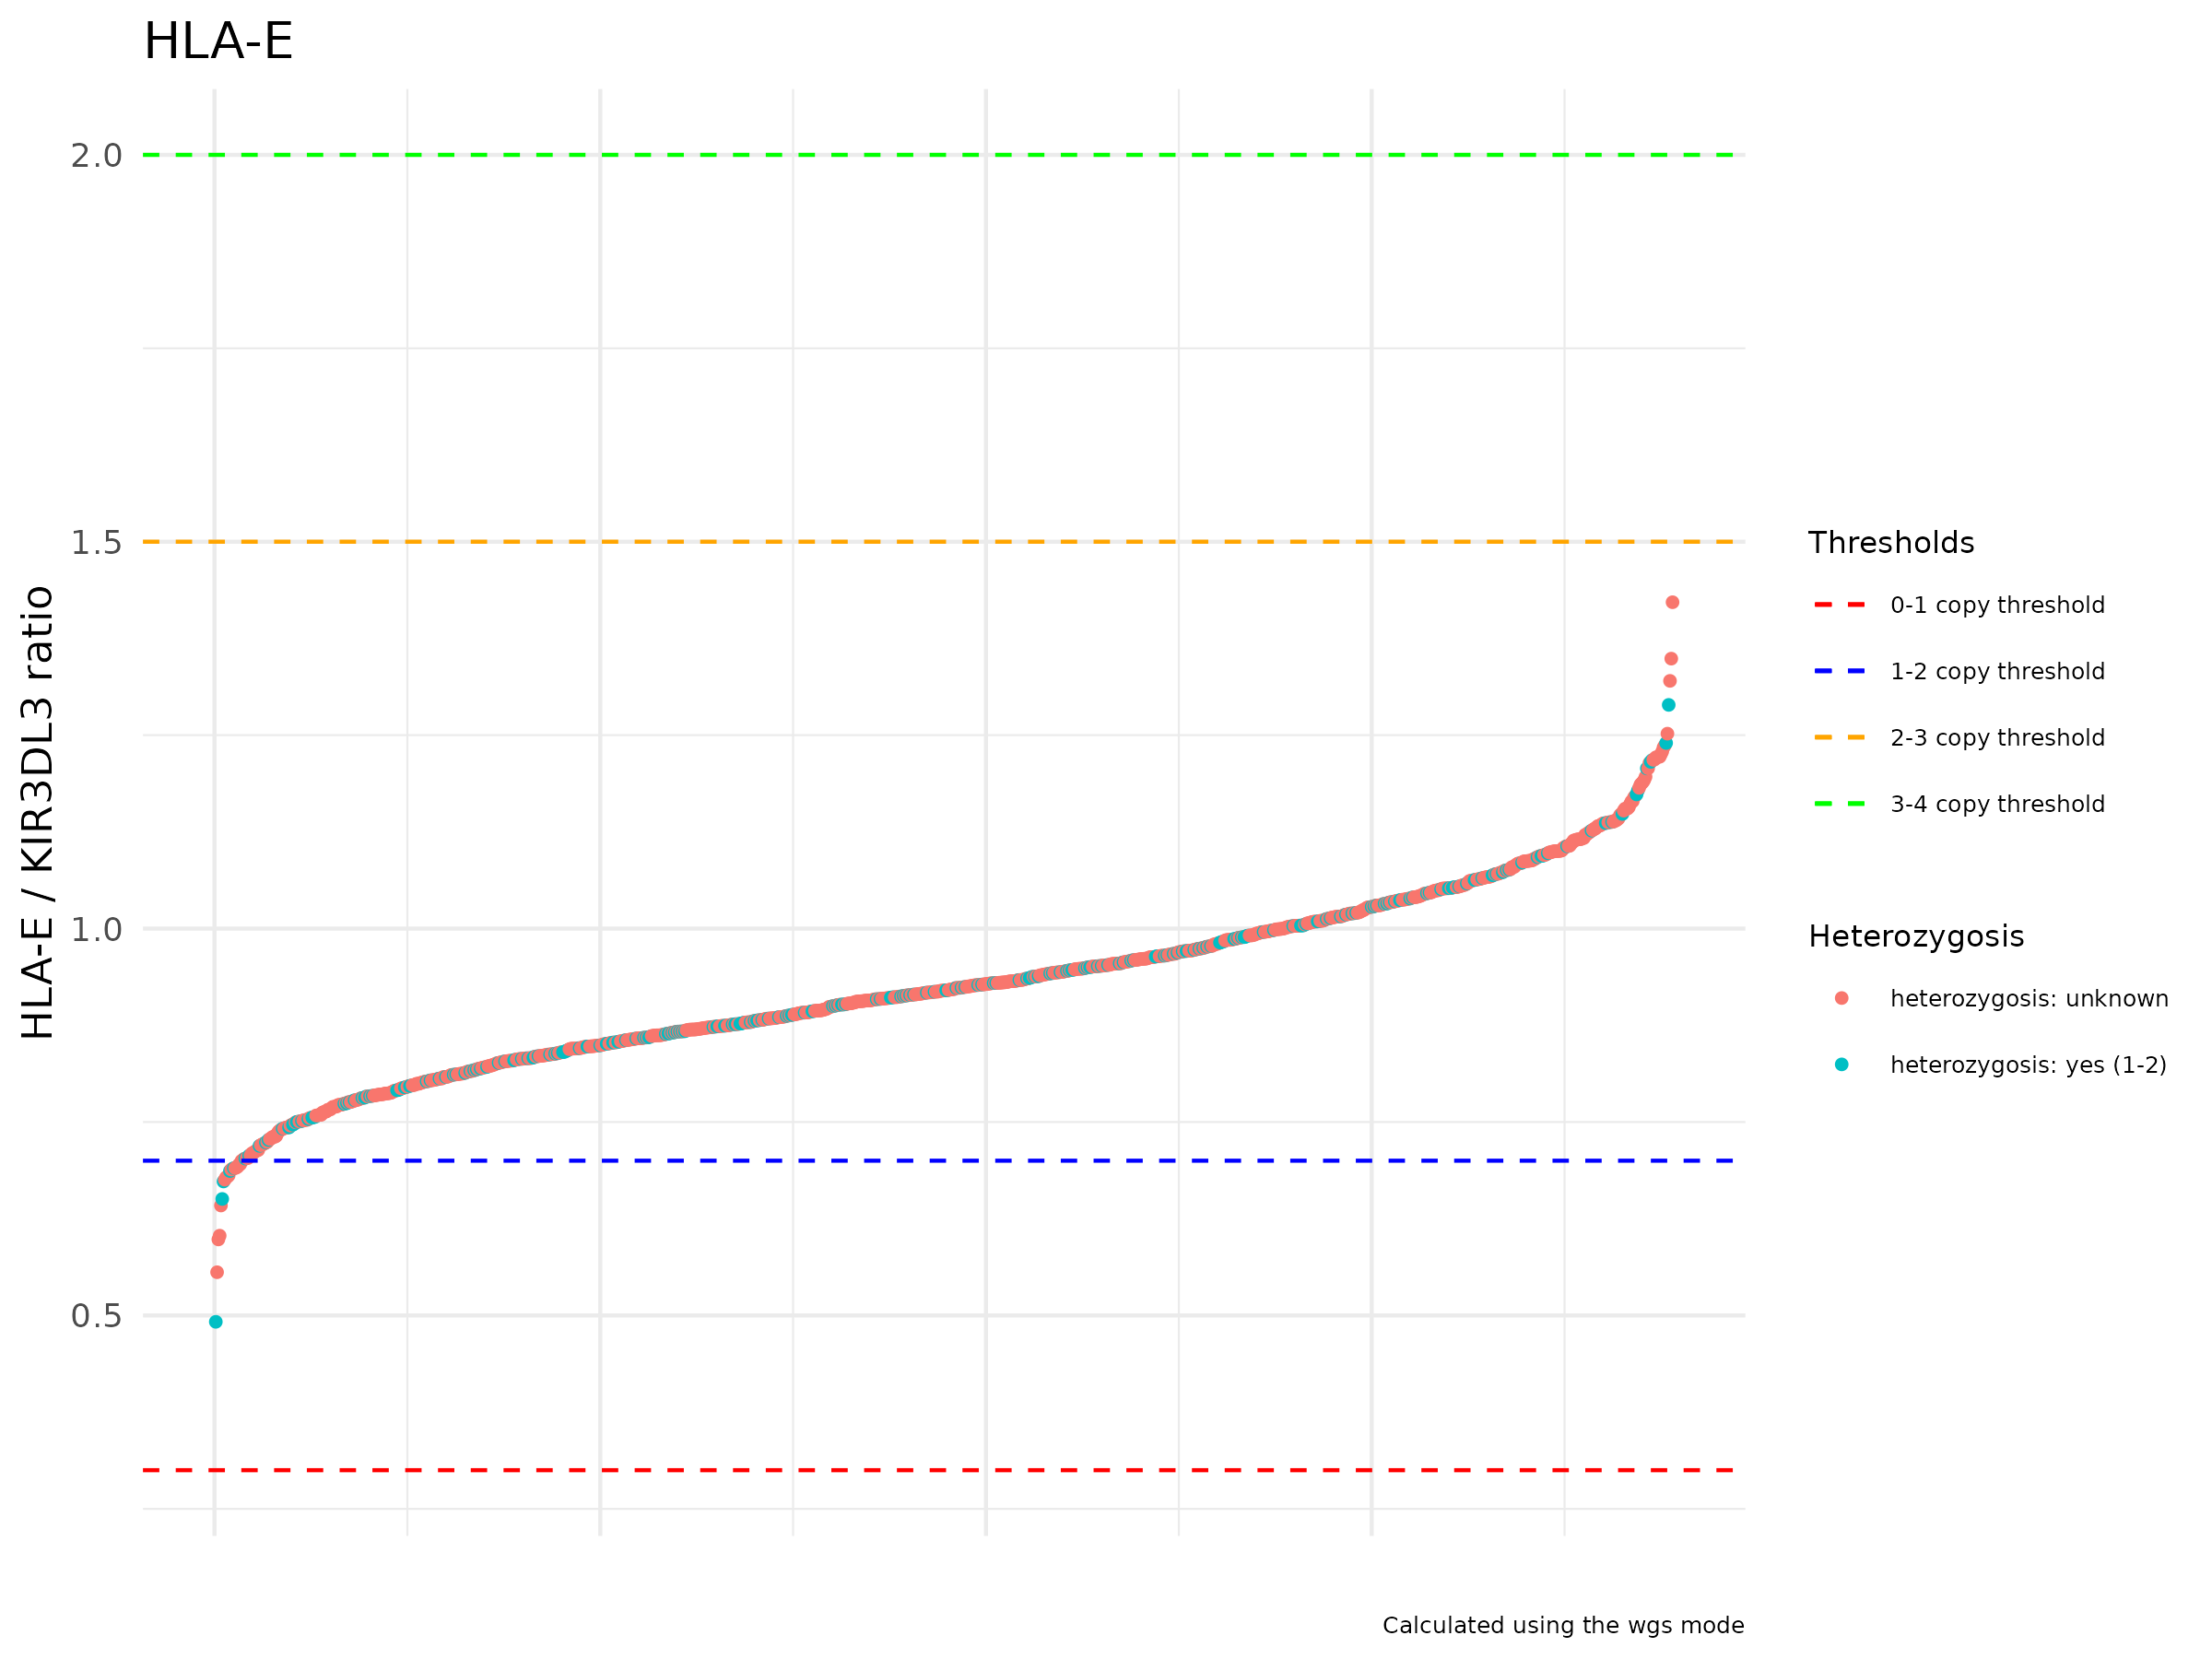 HLA-E
2.0
1.5
1.0
0.5
HLA-E / KIR3DL3 ratio
Thresholds
0-1 copy threshold
1-2 copy threshold
2-3 copy threshold
3-4 copy threshold
Heterozygosis
heterozygosis: unknown
heterozygosis: yes (1-2)
Calculated using the wgs mode